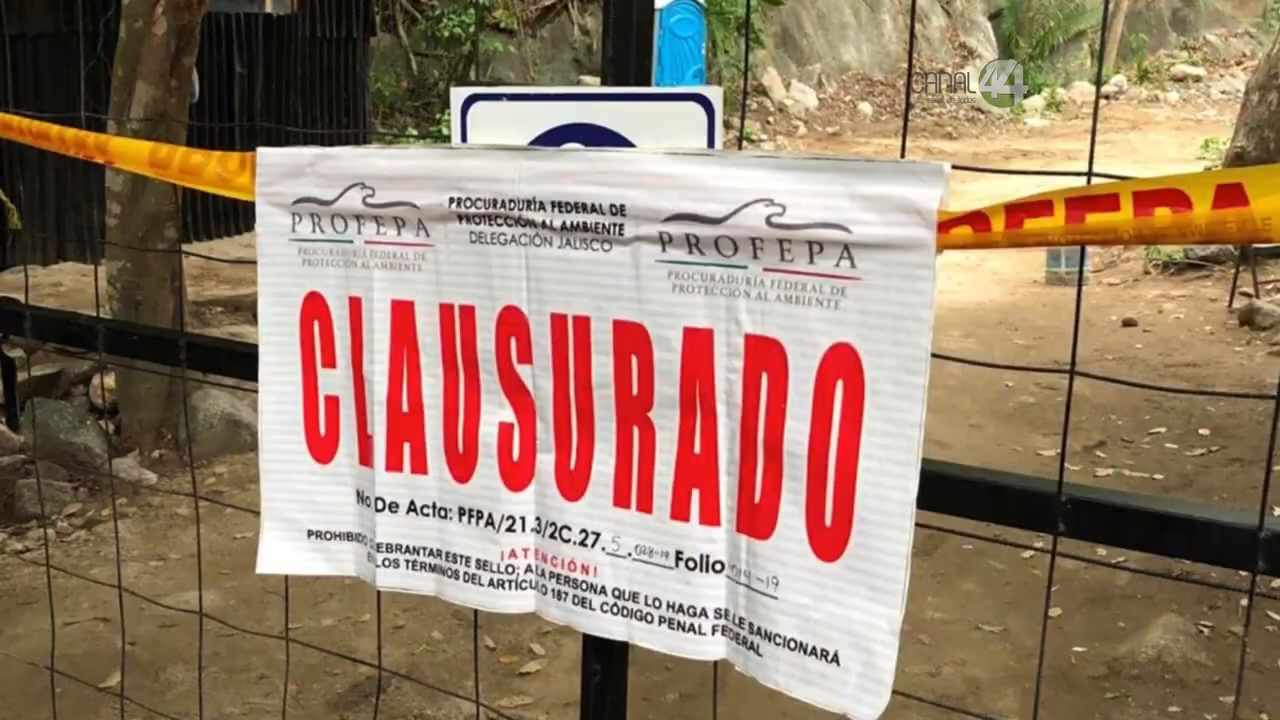 CANAL 44
PROFEPA
PROCURADURÍA FEDERAL DE
PROTECCIÓN AL AMBIENTE
PROCURADURÍA FEDERAL DE
PROTECCIÓN AL AMBIENTE
DELEGACIÓN JALISCO
PROFEPA
PROCURADURÍA FEDERAL DE
PROTECCIÓN AL AMBIENTE
PROFEPA
CLAUSURADO
No De Acta: PFPA/21.3/2C.27.5.028-19 Folio -19
¡ATENCIÓN!
PROHIBIDO QUEBRANTAR ESTE SELLO; A LA PERSONA QUE LO HAGA SE LE SANCIONARÁ
EN LOS TÉRMINOS DEL ARTÍCULO 187 DEL CÓDIGO PENAL FEDERAL